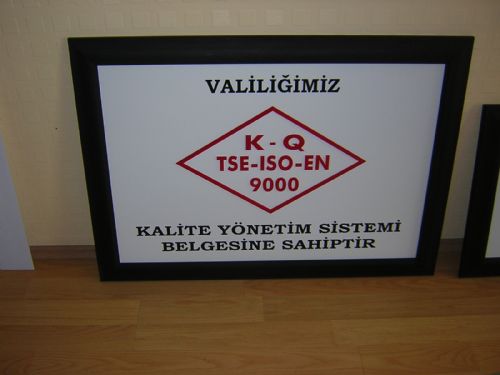 VALİLİĞİMİZ
K - Q
TSE-ISO-EN
9000
KALİTE YÖNETİM SİSTEMİ
BELGESİNE SAHİPTİR